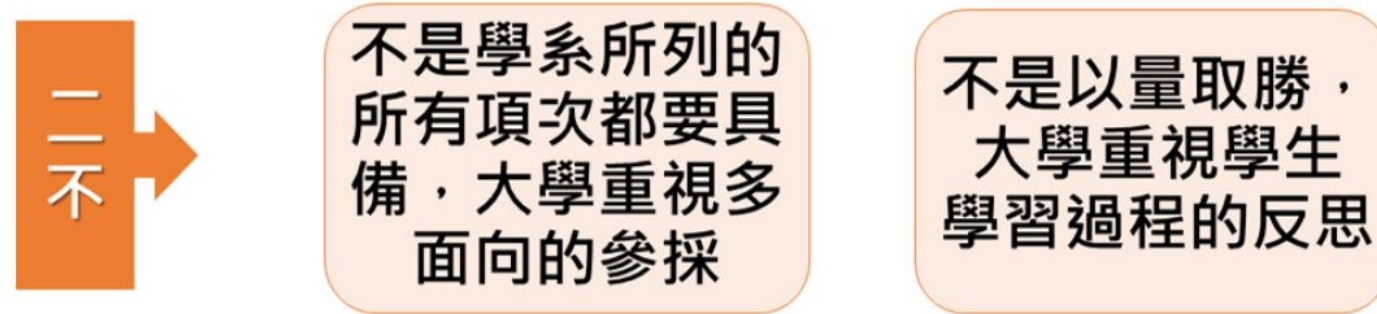 二不
不是學系所列的
所有項次都要具
備，大學重視多
面向的參採
不是以量取勝，
大學重視學生
學習過程的反思